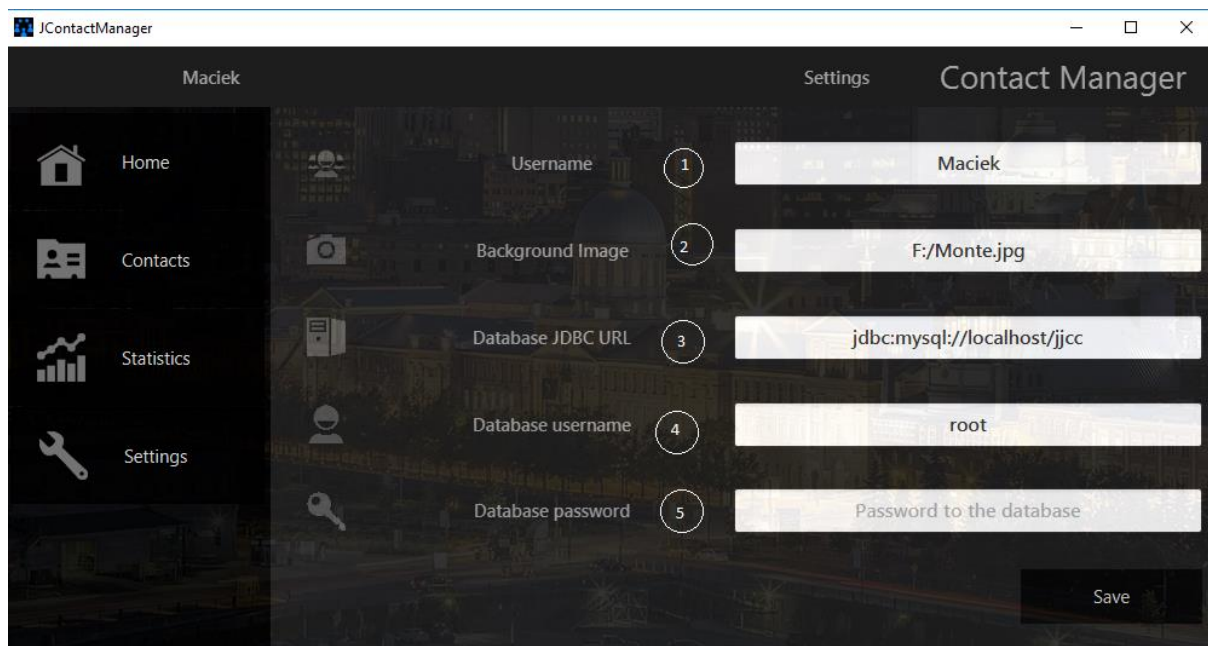 JContactManager
Maciek
Settings
Contact Manager
Home
Contacts
Statistics
Settings
Username 1 Maciek
Background Image 2 F:/Monte.jpg
Database JDBC URL 3 jdbc:mysql://localhost/jjcc
Database username 4 root
Database password 5 Password to the database
Save